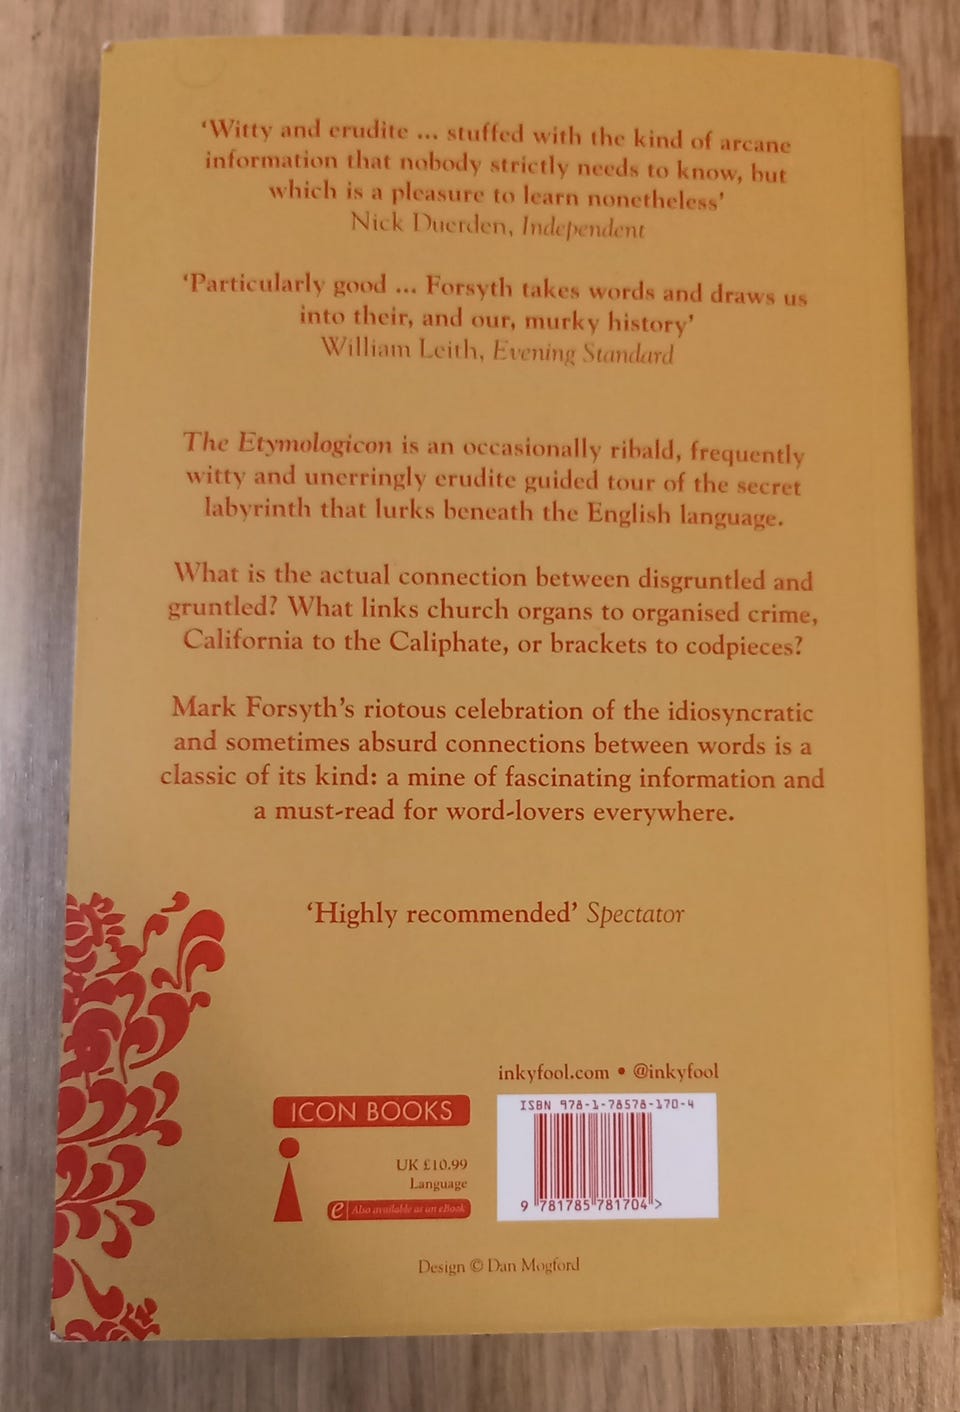 ‘Witty and erudite ... stuffed with the kind of arcane
information that nobody strictly needs to know, but
which is a pleasure to learn nonetheless’
Nick Duerden, Independent
‘Particularly good ... Forsyth takes words and draws us
into their, and our, murky history’
William Leith, Evening Standard
The Etymologicon is an occasionally ribald, frequently
witty and unerringly erudite guided tour of the secret
labyrinth that lurks beneath the English language.
What is the actual connection between disgruntled and
gruntled? What links church organs to organised crime,
California to the Caliphate, or brackets to codpieces?
Mark Forsyth’s riotous celebration of the idiosyncratic
and sometimes absurd connections between words is a
classic of its kind: a mine of fascinating information and
a must-read for word-lovers everywhere.
‘Highly recommended’ Spectator
inkyfool.com • @inkyfool
ICON BOOKS
UK £10.99
Language
e Also available as an eBook
ISBN 978-1-78578-170-4
9 781785 781704 >
Design © Dan Mogford